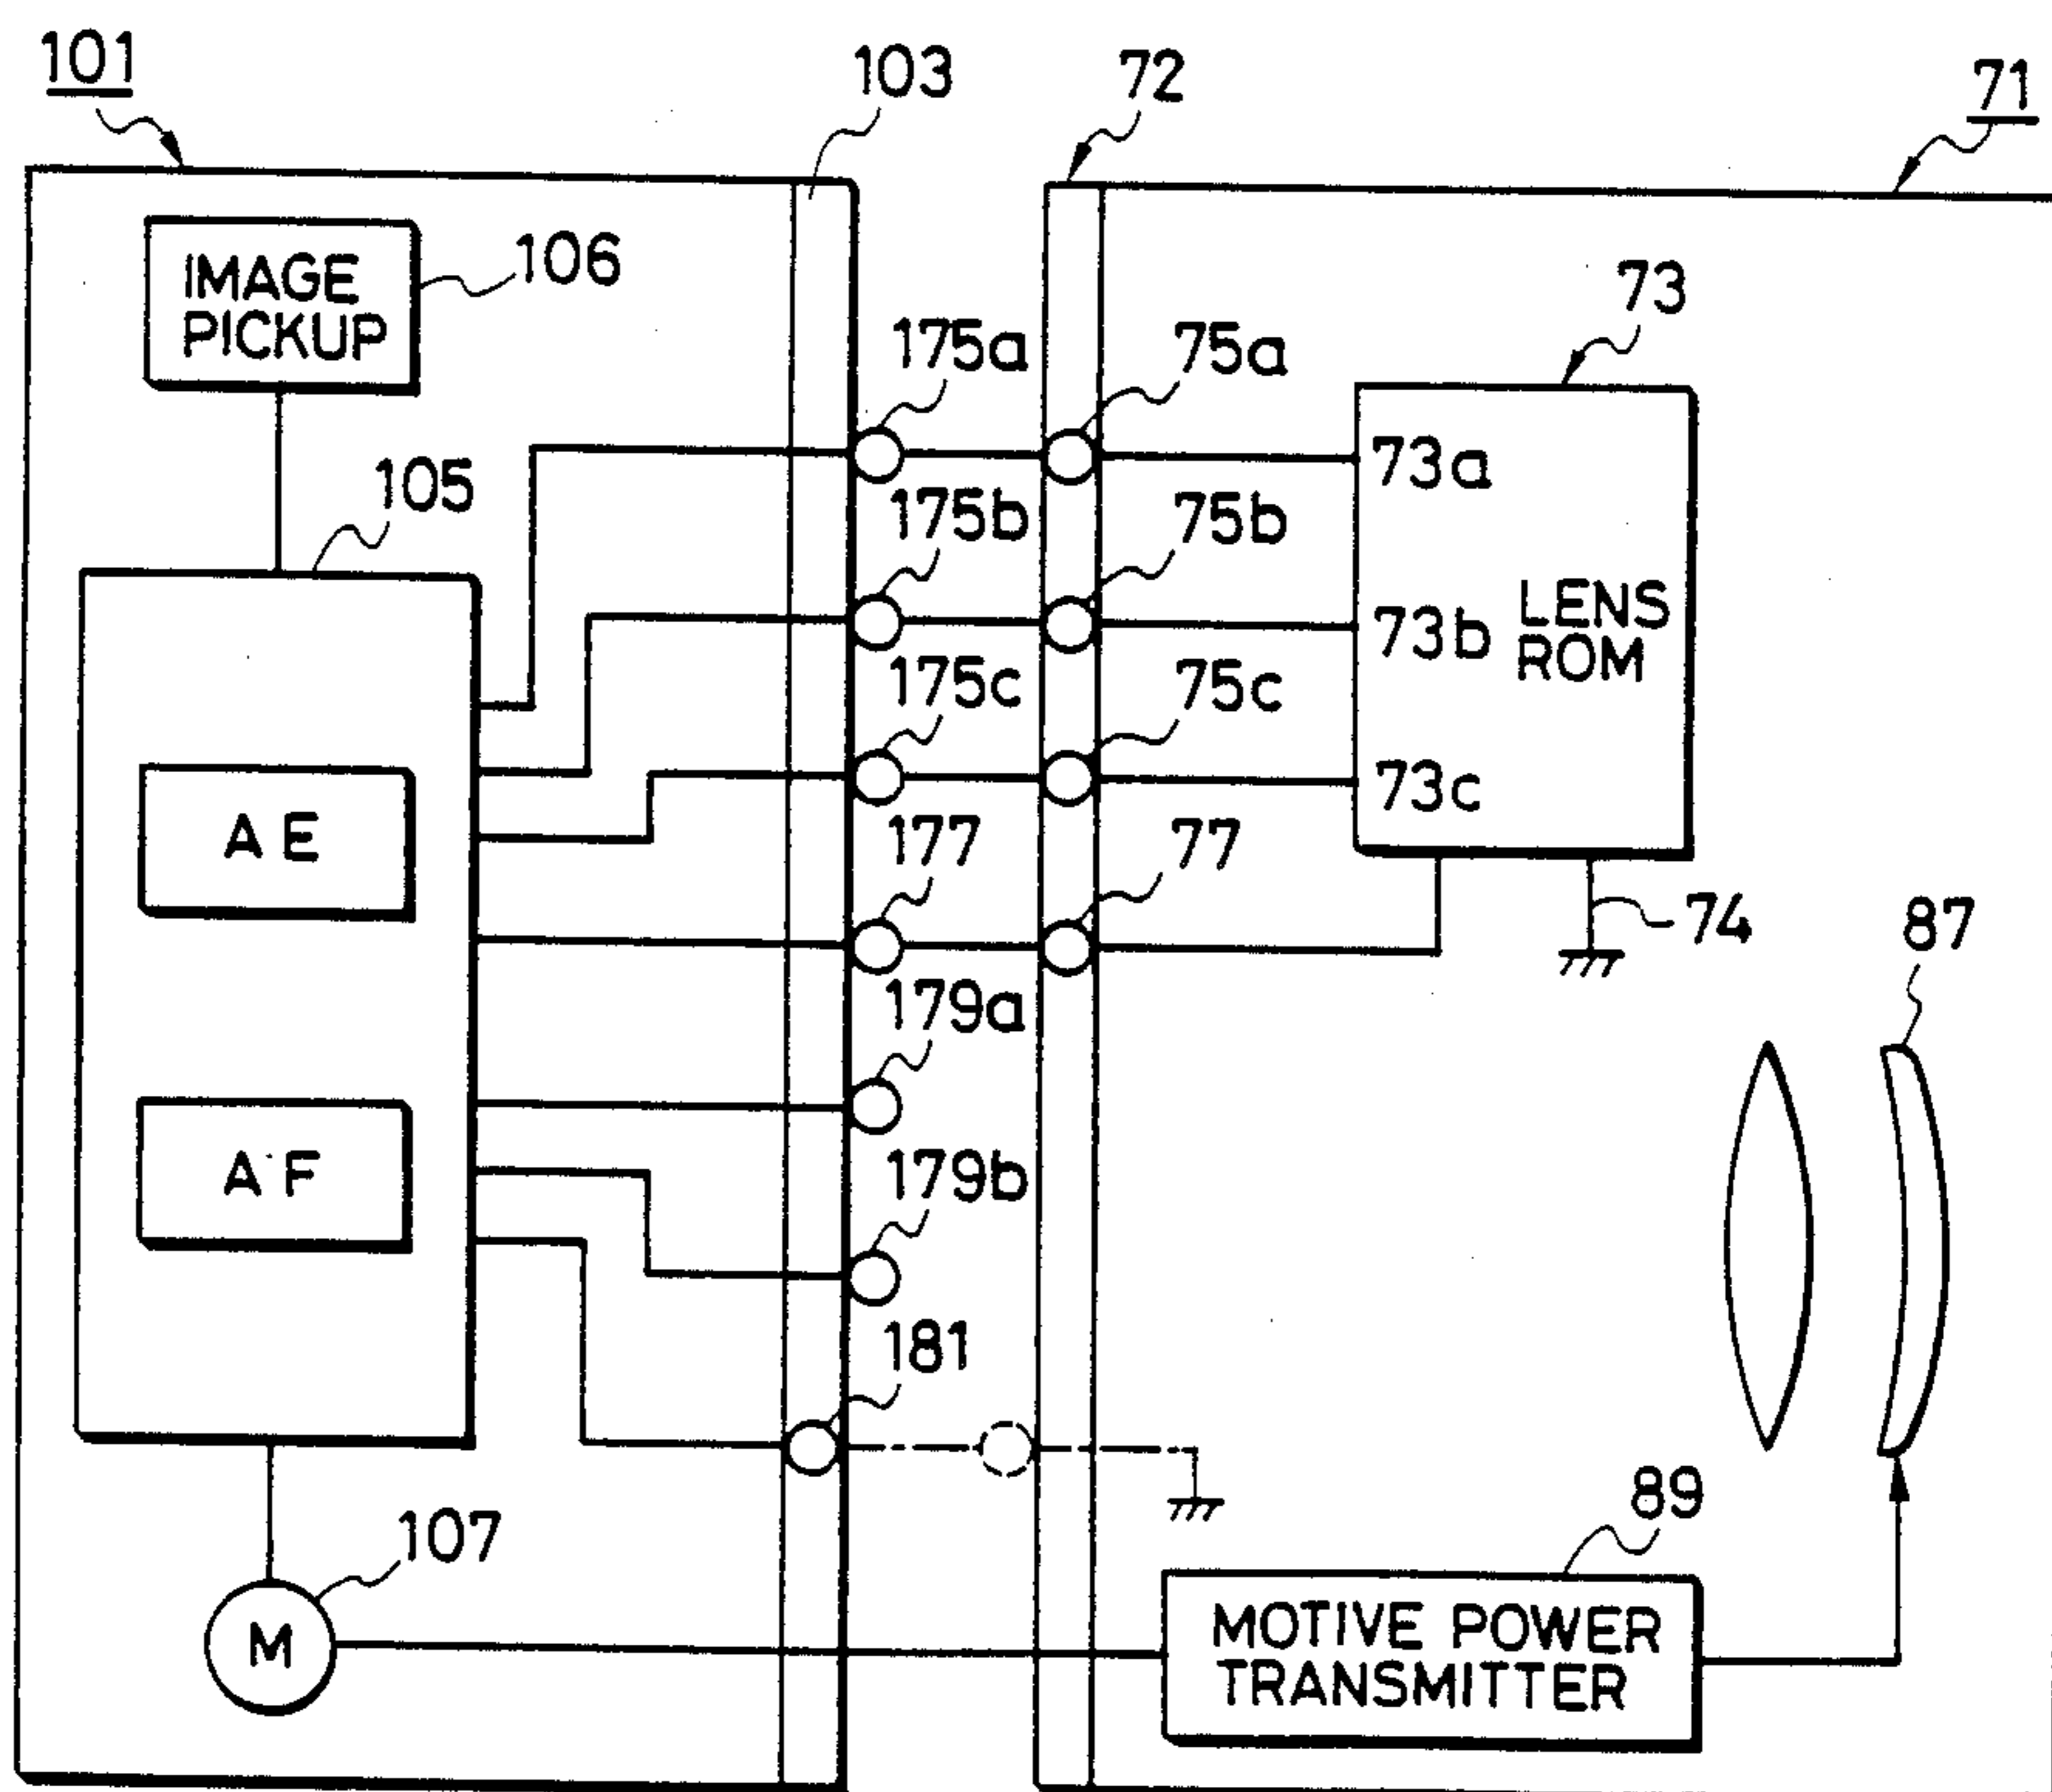 101
103
72
71
IMAGE
PICKUP
106
175a
75a
73
73a
105
175b
75b
73b
LENS
ROM
175c
75c
73c
AE
177
77
74
87
179a
AF
179b
181
107
M
89
MOTIVE POWER
TRANSMITTER